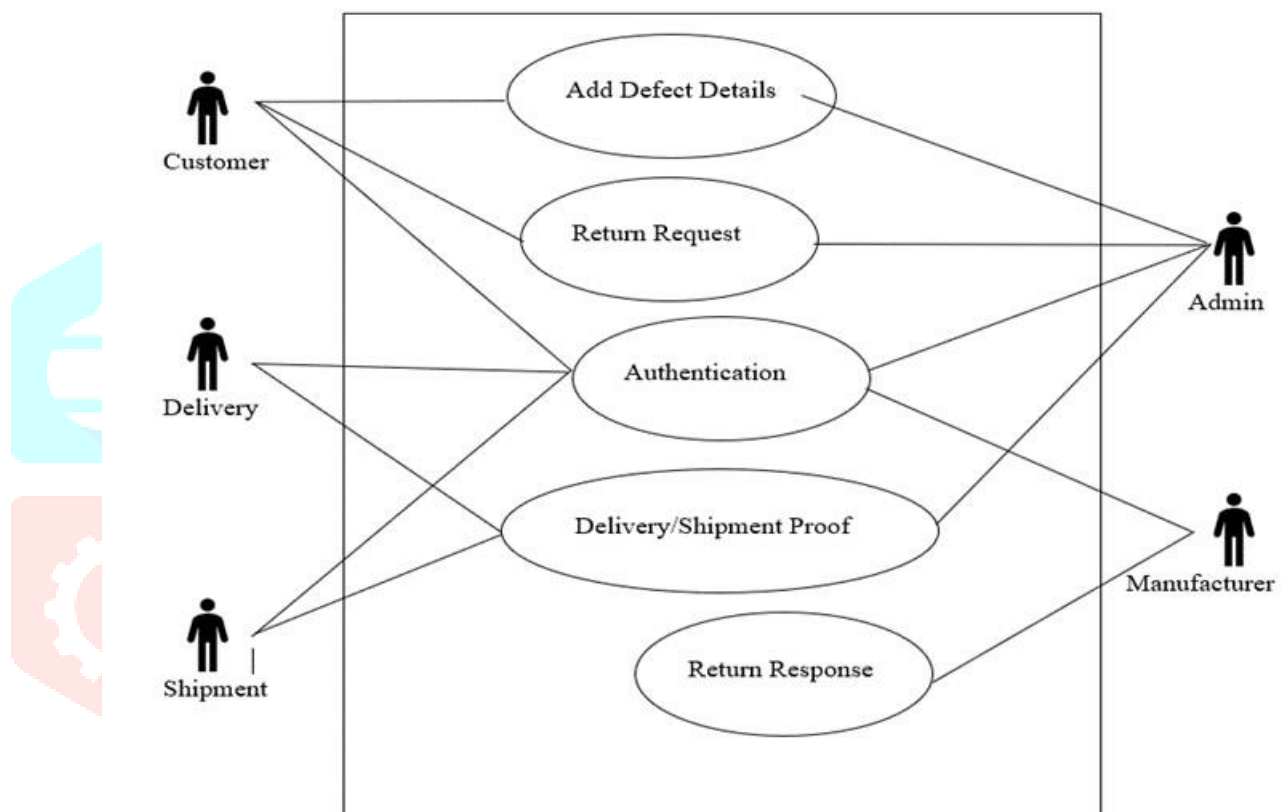 Add Defect Details
Customer
Return Request
Admin
Authentication
Delivery
Delivery/Shipment Proof
Manufacturer
Return Response
Shipment